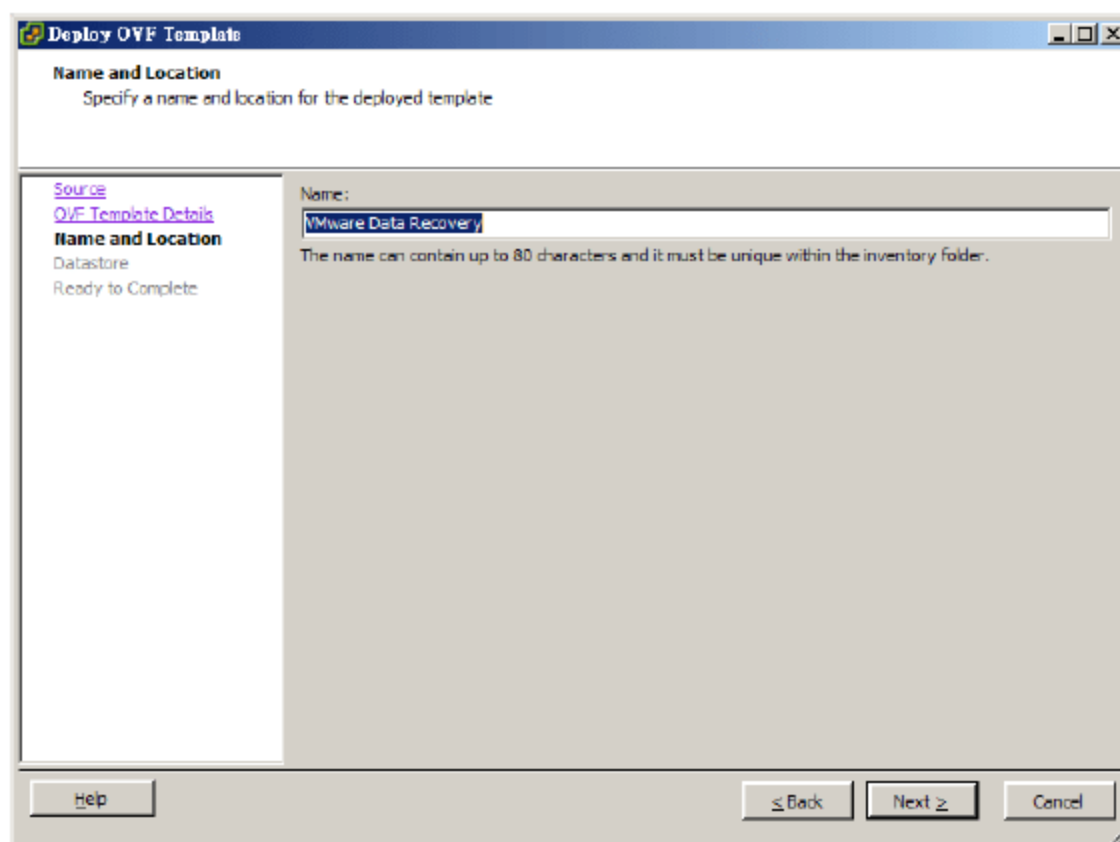 Deploy OVF Template
Name and Location
Specify a name and location for the deployed template
Source
OVF Template Details
Name and Location
Datastore
Ready to Complete
Name:
VMware Data Recovery
The name can contain up to 80 characters and it must be unique within the inventory folder.
Help
≤ Back
Next ≥
Cancel